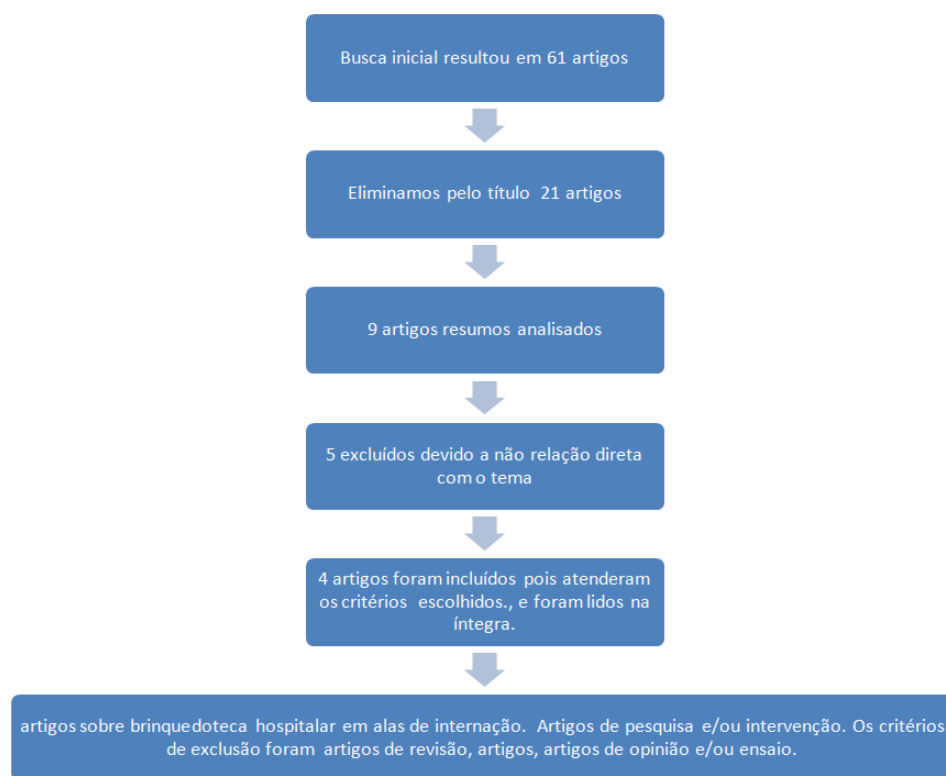 Busca inicial resultou em 61 artigos
Eliminamos pelo título 21 artigos
9 artigos resumos analisados
5 excluídos devido a não relação direta
com o tema
4 artigos foram incluídos pois atenderam
os critérios escolhidos., e foram lidos na
íntegra.
artigos sobre brinquedoteca hospitalar em alas de internação. Artigos de pesquisa e/ou intervenção. Os critérios
de exclusão foram artigos de revisão, artigos, artigos de opinião e/ou ensaio.